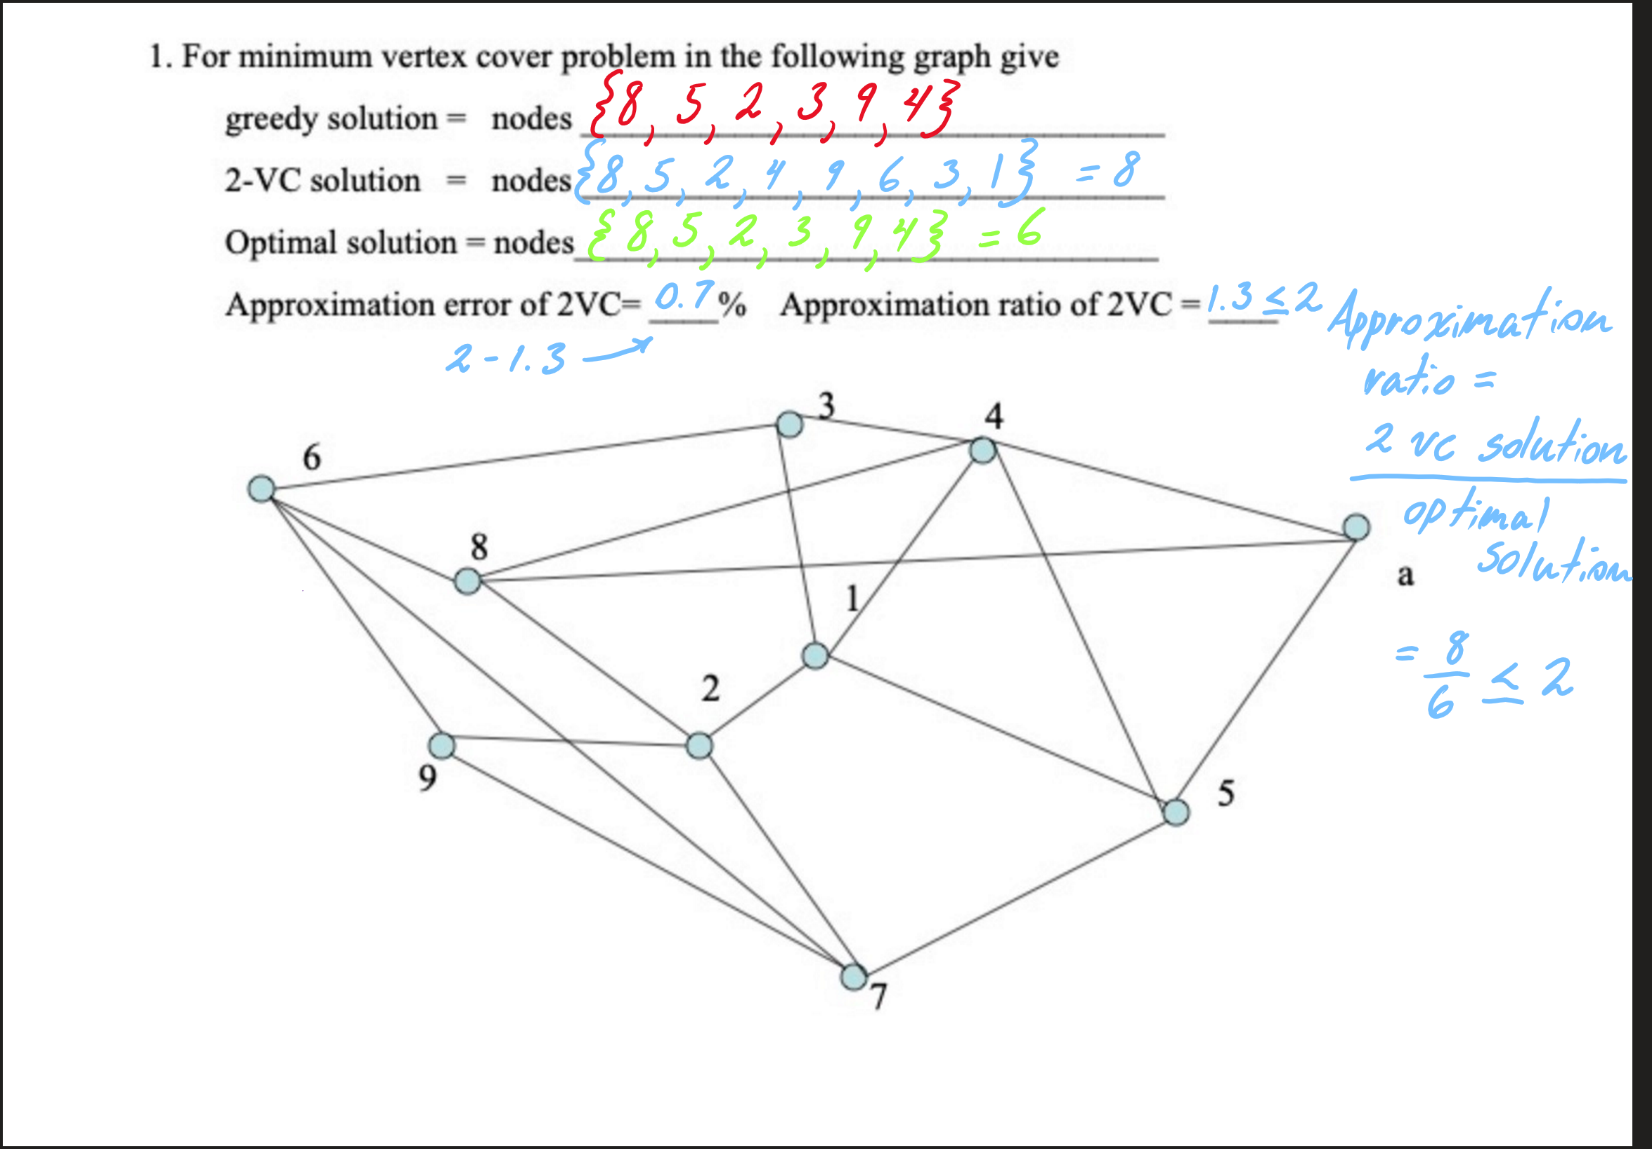 1. For minimum vertex cover problem in the following graph give
greedy solution = nodes {8, 5, 2, 3, 9, 4}
2-VC solution = nodes {8, 5, 2, 4, 9, 6, 3, 1} = 8
Optimal solution = nodes {8, 5, 2, 3, 9, 4} = 6
Approximation error of 2VC= 0.7 % Approximation ratio of 2VC = 1.3 ≤ 2
2 - 1.3
Approximation
ratio =
2 vc solution
optimal
solution
= 8/6 ≤ 2
3
4
6
8
a
1
2
9
5
7